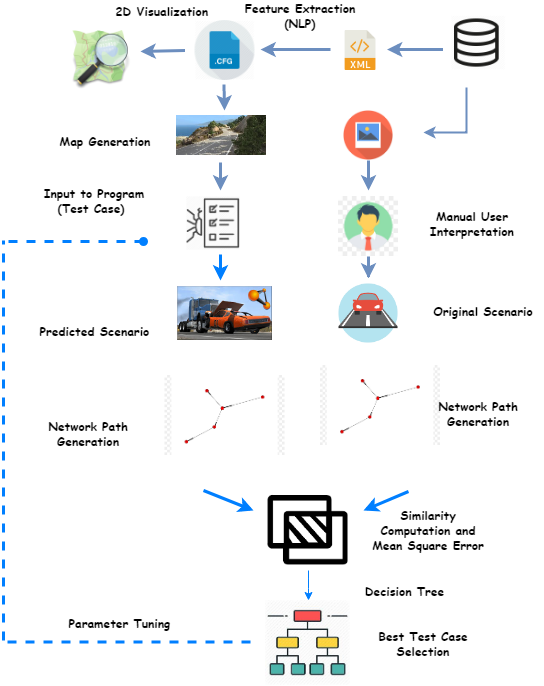 2D Visualization
Feature Extraction
(NLP)
.CFG
</>
XML
Map Generation
Input to Program
(Test Case)
Manual User
Interpretation
Predicted Scenario
Original Scenario
Network Path
Generation
Network Path
Generation
Similarity
Computation and
Mean Square Error
Decision Tree
Parameter Tuning
Best Test Case
Selection